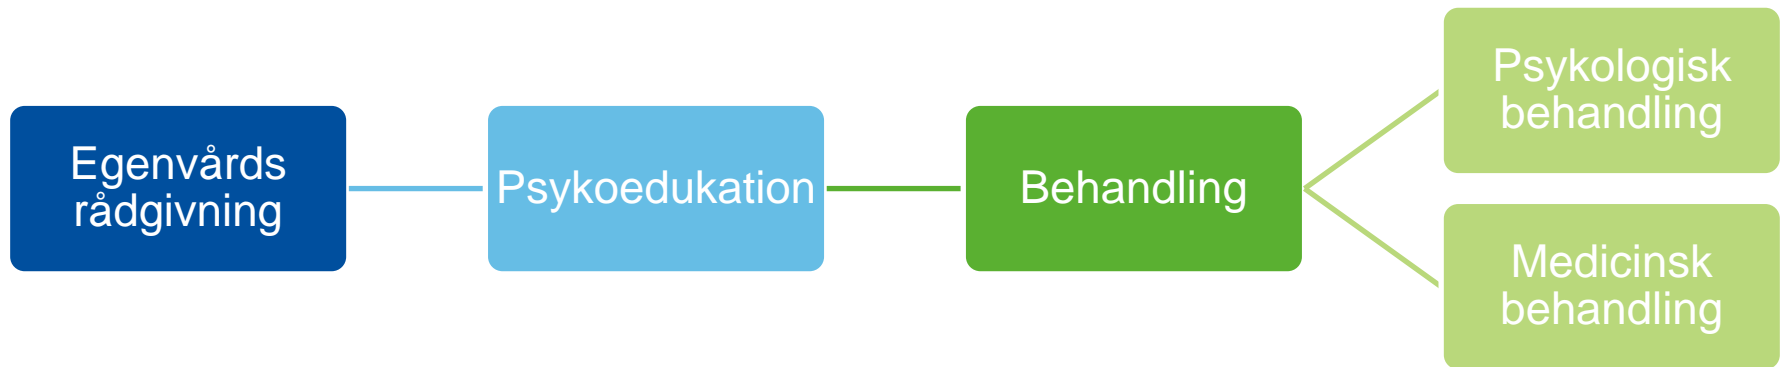 Egenvårds
rådgivning
Psykoedukation
Behandling
Psykologisk
behandling
Medicinsk
behandling